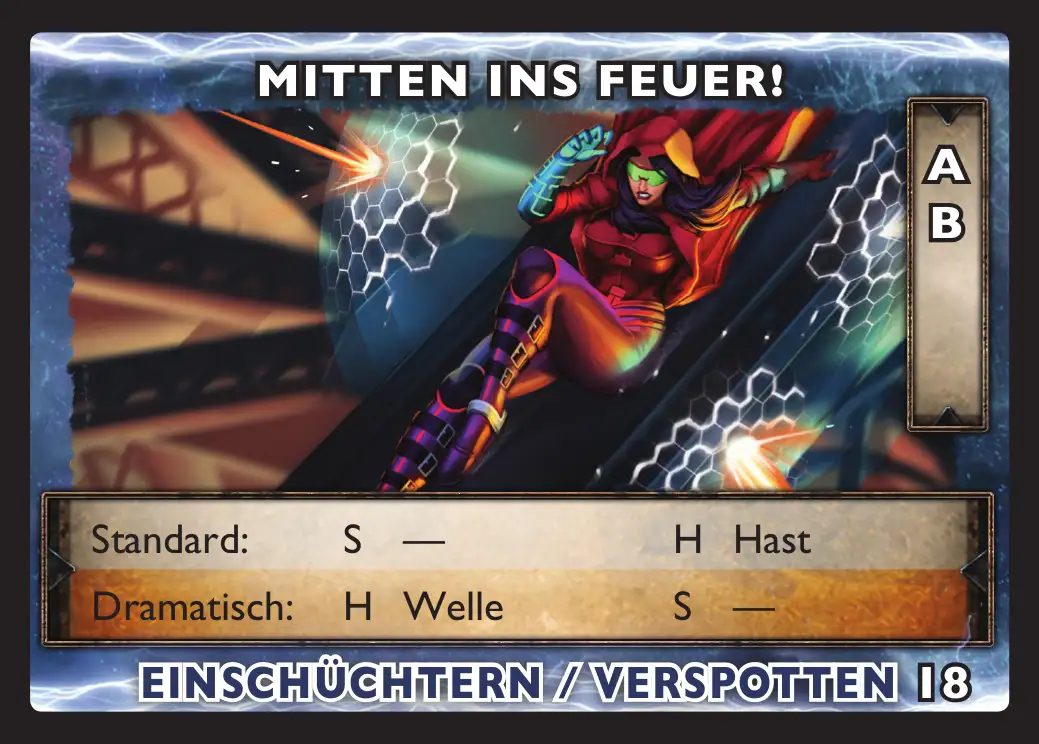 MITTEN INS FEUER!
A
B
Standard: S — H Hast
Dramatisch: H Welle S —
EINSCHÜCHTERN / VERSPOTTEN 18